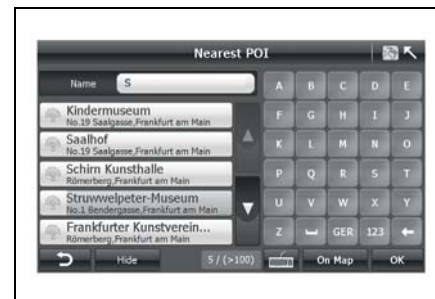 Nearest POI
Name S
Kindermuseum
No.19 Saalgasse,Frankfurt am Main
Saalhof
No.19 Saalgasse,Frankfurt am Main
Schirn Kunsthalle
Römerberg,Frankfurt am Main
Struwwelpeter-Museum
No.1 Bendergasse,Frankfurt am Main
Frankfurter Kunstverein...
Römerberg,Frankfurt am Main
A B C D E
F G H I J
K L M N O
P Q R S T
U V W X Y
Z GER 123
Hide 5 / (>100) On Map OK